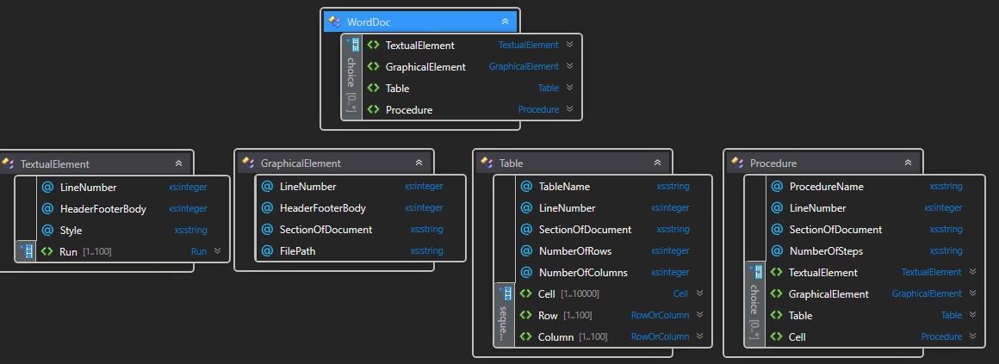 WordDoc
TextualElement TextualElement
GraphicalElement GraphicalElement
Table Table
Procedure Procedure
choice [0..*]
TextualElement
@ LineNumber xs:integer
@ HeaderFooterBody xs:integer
@ Style xs:string
Run [1..100] Run
GraphicalElement
@ LineNumber xs:integer
@ HeaderFooterBody xs:integer
@ SectionOfDocument xs:string
@ FilePath xs:string
Table
@ TableName xs:string
@ LineNumber xs:integer
@ SectionOfDocument xs:string
@ NumberOfRows xs:integer
@ NumberOfColumns xs:integer
Cell [1..10000] Cell
Row [1..100] RowOrColumn
Column [1..100] RowOrColumn
seque...
Procedure
@ ProcedureName xs:string
@ LineNumber xs:integer
@ SectionOfDocument xs:string
@ NumberOfSteps xs:string
TextualElement TextualElement
GraphicalElement GraphicalElement
Table Table
Cell Procedure
choice [0..*]